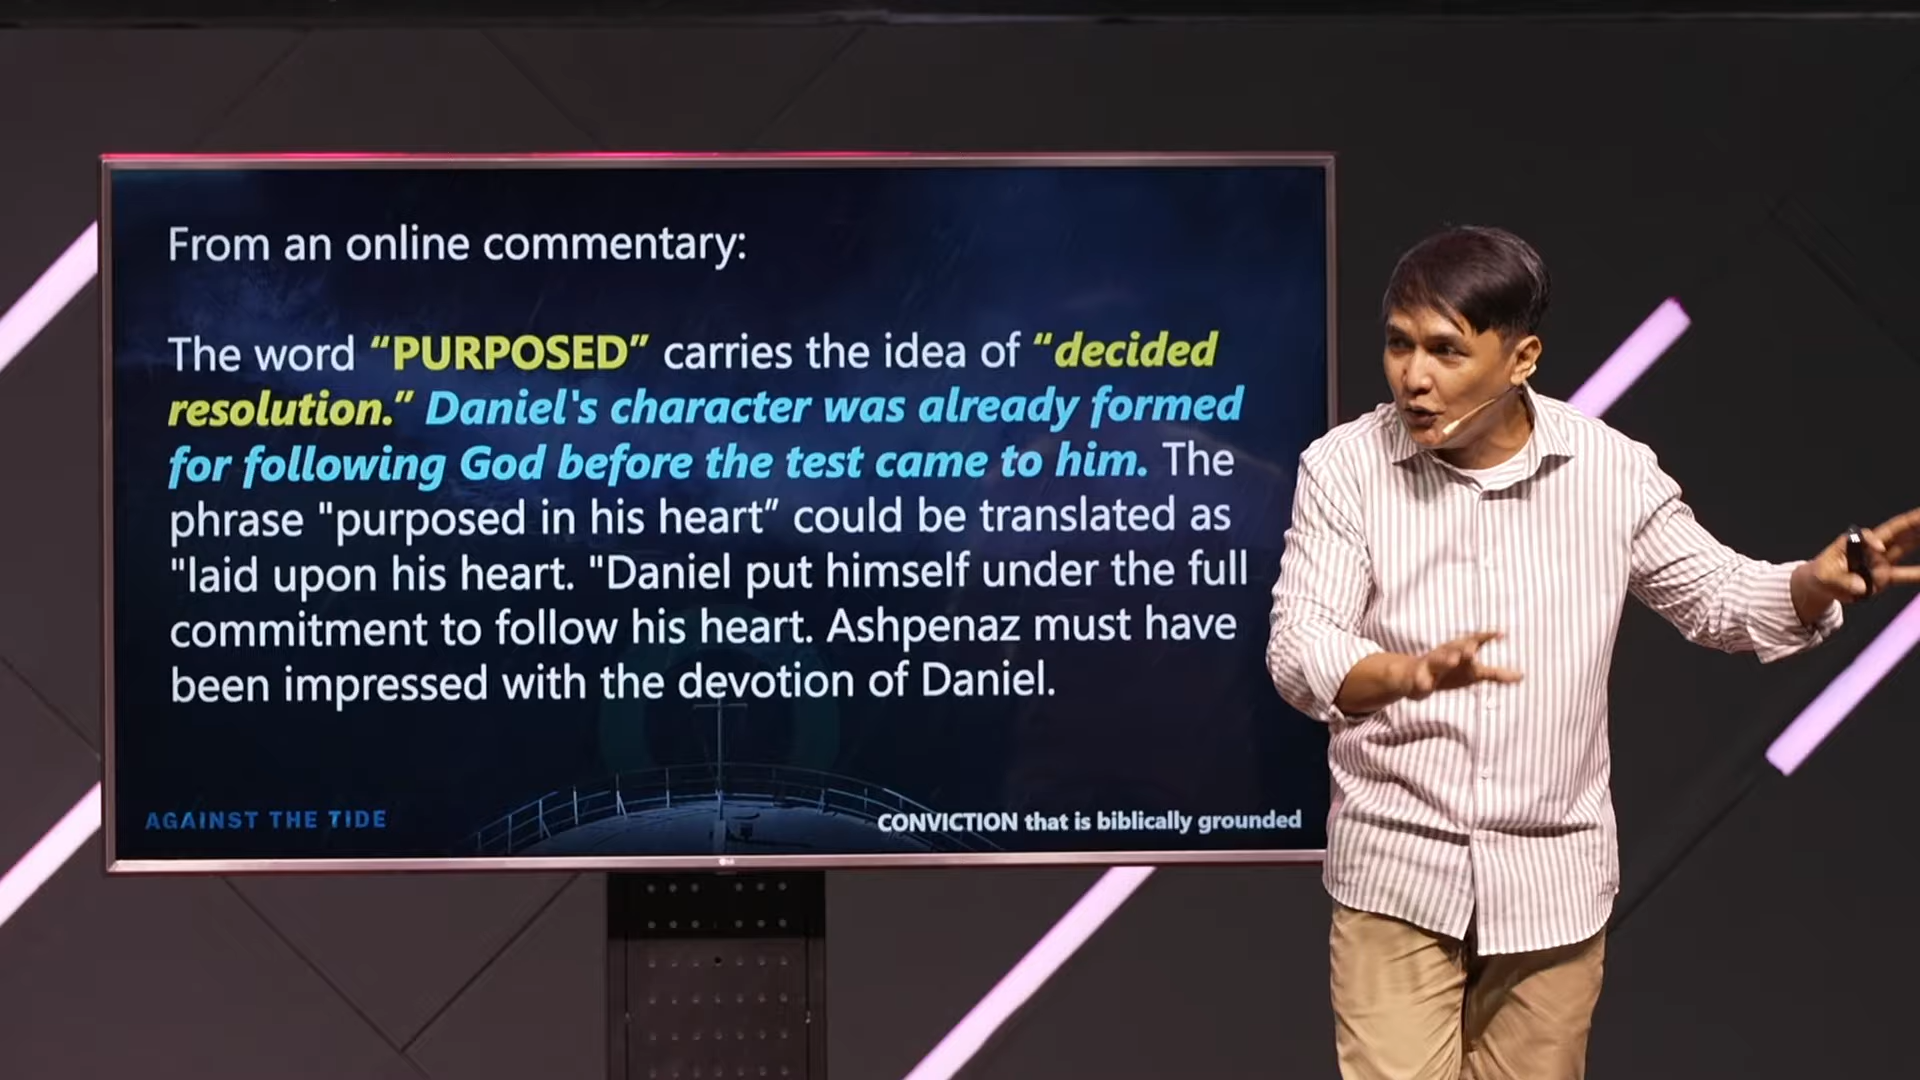 From an online commentary:
The word “PURPOSED” carries the idea of “decided
resolution.” Daniel's character was already formed
for following God before the test came to him. The
phrase "purposed in his heart” could be translated as
"laid upon his heart. "Daniel put himself under the full
commitment to follow his heart. Ashpenaz must have
been impressed with the devotion of Daniel.
AGAINST THE TIDE
CONVICTION that is biblically grounded
LG